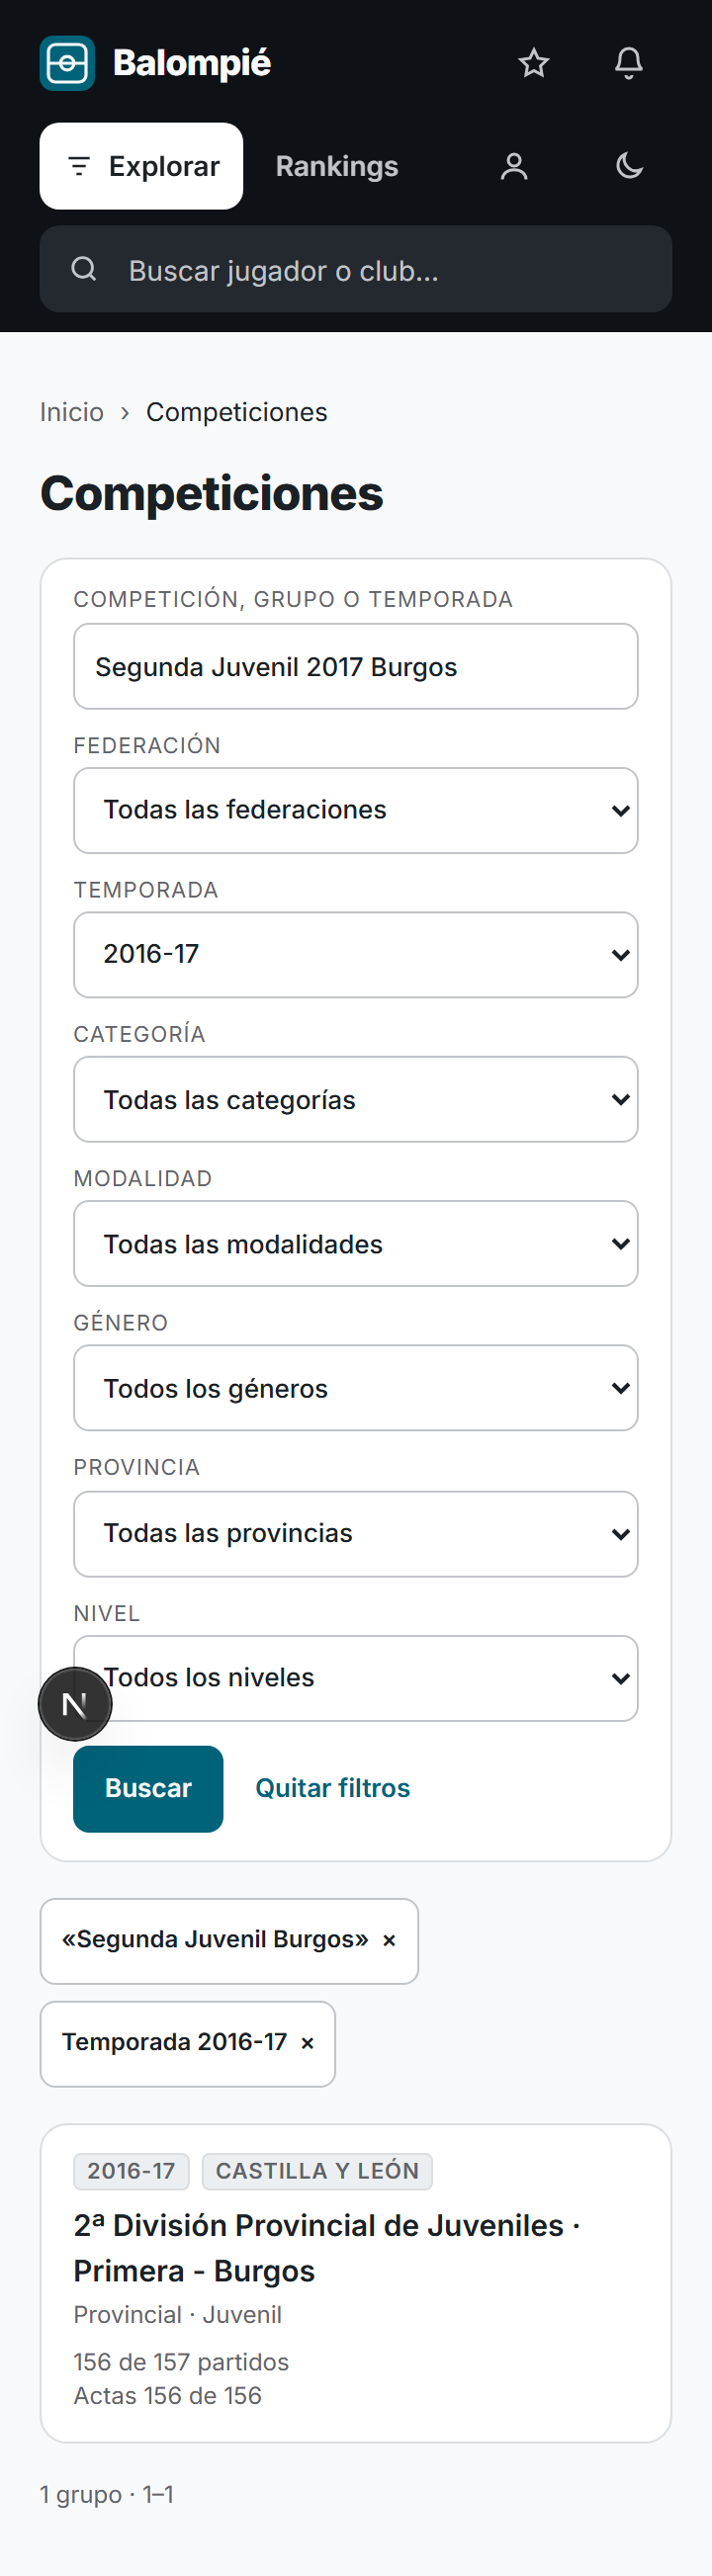 Balompié
Explorar
Rankings
Buscar jugador o club...
Inicio › Competiciones
Competiciones
COMPETICIÓN, GRUPO O TEMPORADA
Segunda Juvenil 2017 Burgos
FEDERACIÓN
Todas las federaciones
TEMPORADA
2016-17
CATEGORÍA
Todas las categorías
MODALIDAD
Todas las modalidades
GÉNERO
Todos los géneros
PROVINCIA
Todas las provincias
NIVEL
Todos los niveles
N
Buscar
Quitar filtros
«Segunda Juvenil Burgos» ×
Temporada 2016-17 ×
2016-17
CASTILLA Y LEÓN
2ª División Provincial de Juveniles ·
Primera - Burgos
Provincial · Juvenil
156 de 157 partidos
Actas 156 de 156
1 grupo · 1–1